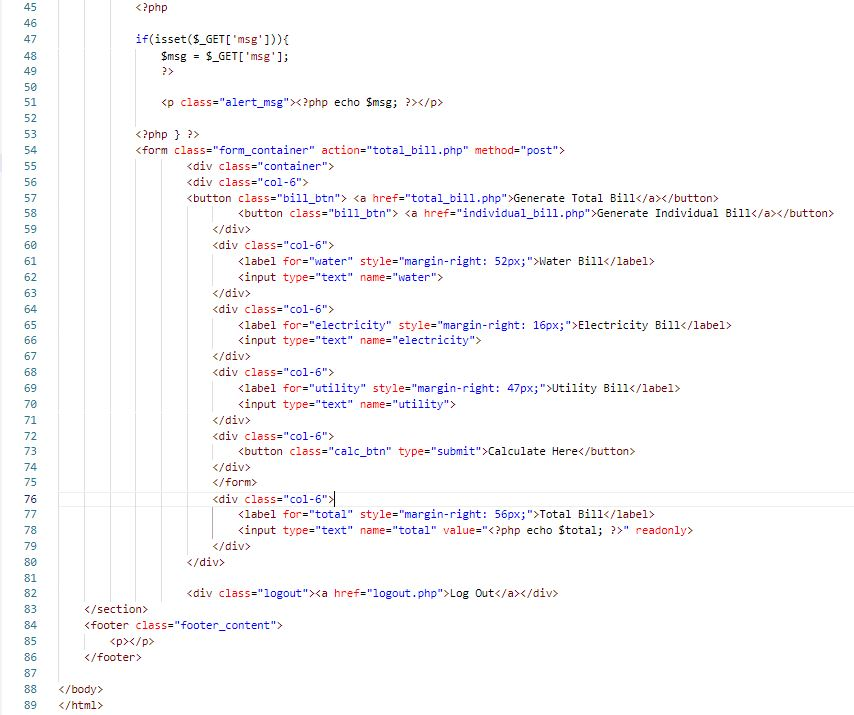 45 <?php
46
47 if(isset($_GET['msg'])){
48 $msg = $_GET['msg'];
49 ?>
50
51 <p class="alert_msg"><?php echo $msg; ?></p>
52
53 <?php } ?>
54 <form class="form_container" action="total_bill.php" method="post">
55 <div class="container">
56 <div class="col-6">
57 <button class="bill_btn"> <a href="total_bill.php">Generate Total Bill</a></button>
58 <button class="bill_btn"> <a href="individual_bill.php">Generate Individual Bill</a></button>
59 </div>
60 <div class="col-6">
61 <label for="water" style="margin-right: 52px;">Water Bill</label>
62 <input type="text" name="water">
63 </div>
64 <div class="col-6">
65 <label for="electricity" style="margin-right: 16px;">Electricity Bill</label>
66 <input type="text" name="electricity">
67 </div>
68 <div class="col-6">
69 <label for="utility" style="margin-right: 47px;">Utility Bill</label>
70 <input type="text" name="utility">
71 </div>
72 <div class="col-6">
73 <button class="calc_btn" type="submit">Calculate Here</button>
74 </div>
75 </form>
76 <div class="col-6">
77 <label for="total" style="margin-right: 56px;">Total Bill</label>
78 <input type="text" name="total" value="<?php echo $total; ?>" readonly>
79 </div>
80 </div>
81
82 <div class="logout"><a href="logout.php">Log Out</a></div>
83 </section>
84 <footer class="footer_content">
85 <p></p>
86 </footer>
87
88 </body>
89 </html>